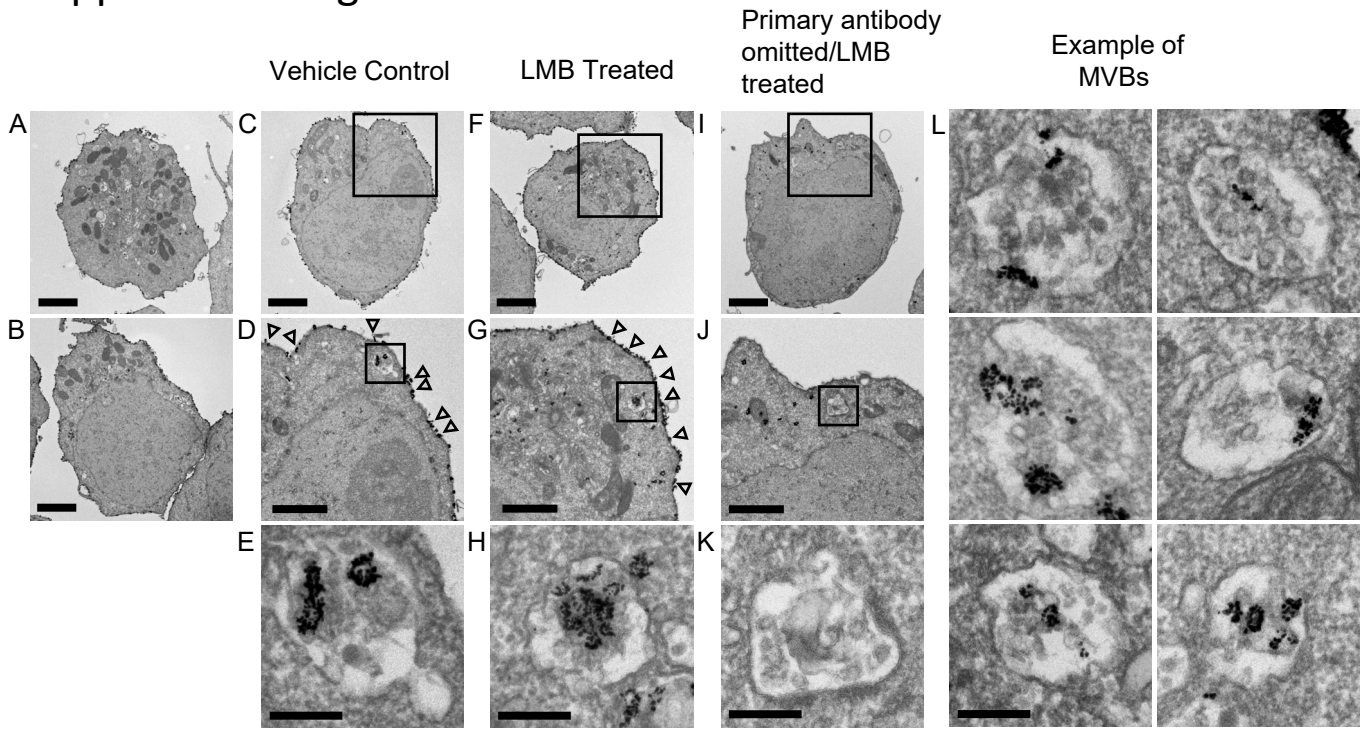 Primary antibody
omitted/LMB
treated
Vehicle Control
LMB Treated
Example of
MVBs
A
C
F
I
L
B
D
G
J
E
H
K